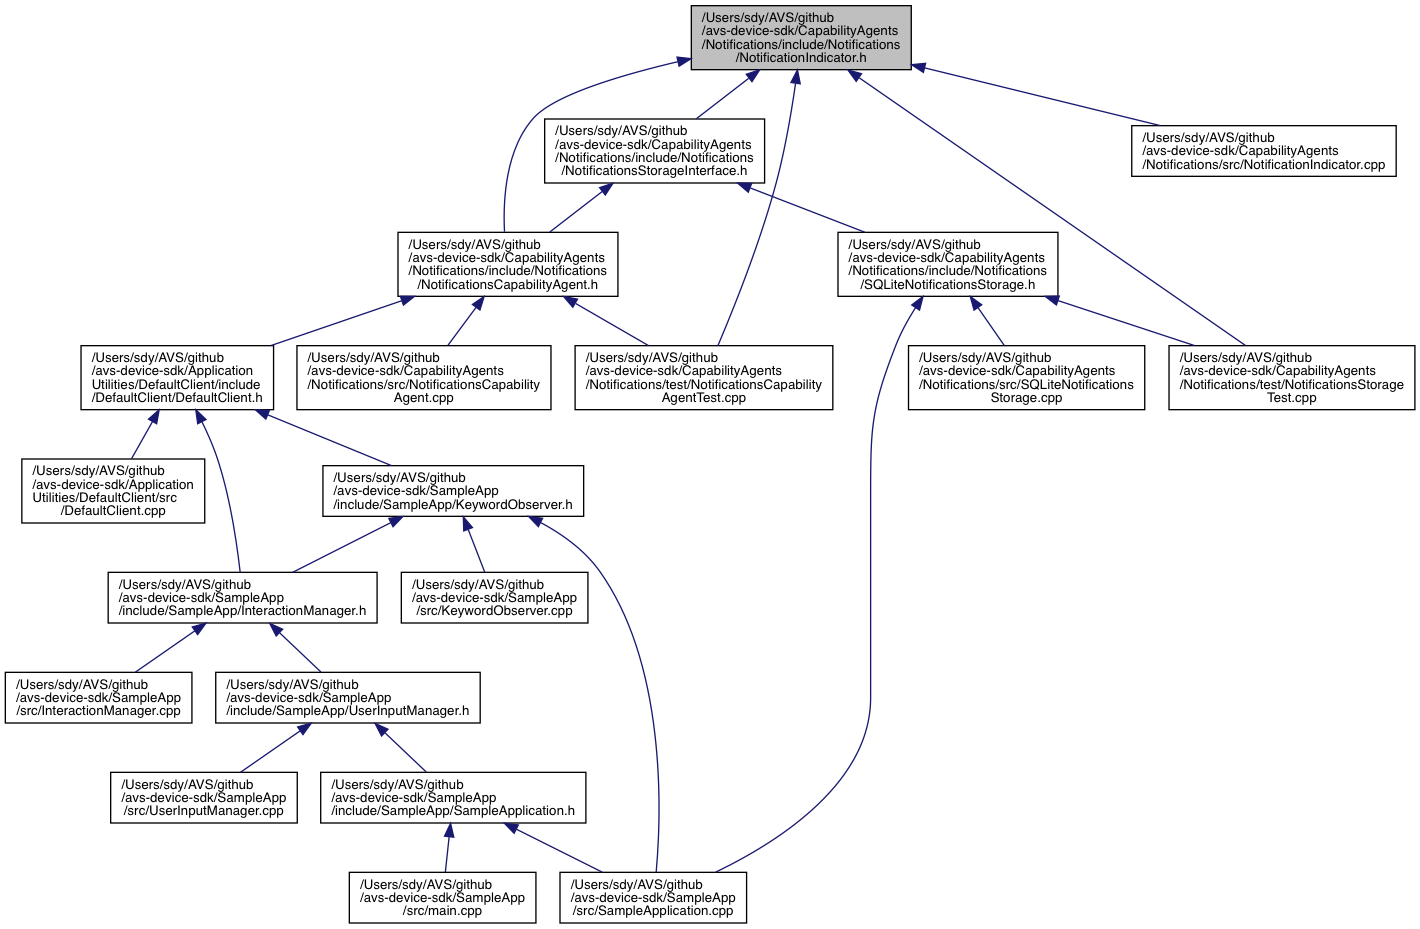 /Users/sdy/AVS/github
/avs-device-sdk/CapabilityAgents
/Notifications/include/Notifications
/NotificationIndicator.h
/Users/sdy/AVS/github
/avs-device-sdk/CapabilityAgents
/Notifications/include/Notifications
/NotificationsStorageInterface.h
/Users/sdy/AVS/github
/avs-device-sdk/CapabilityAgents
/Notifications/src/NotificationIndicator.cpp
/Users/sdy/AVS/github
/avs-device-sdk/CapabilityAgents
/Notifications/include/Notifications
/NotificationsCapabilityAgent.h
/Users/sdy/AVS/github
/avs-device-sdk/CapabilityAgents
/Notifications/include/Notifications
/SQLiteNotificationsStorage.h
/Users/sdy/AVS/github
/avs-device-sdk/Application
Utilities/DefaultClient/include
/DefaultClient/DefaultClient.h
/Users/sdy/AVS/github
/avs-device-sdk/CapabilityAgents
/Notifications/src/NotificationsCapability
Agent.cpp
/Users/sdy/AVS/github
/avs-device-sdk/CapabilityAgents
/Notifications/test/NotificationsCapability
AgentTest.cpp
/Users/sdy/AVS/github
/avs-device-sdk/CapabilityAgents
/Notifications/src/SQLiteNotifications
Storage.cpp
/Users/sdy/AVS/github
/avs-device-sdk/CapabilityAgents
/Notifications/test/NotificationsStorage
Test.cpp
/Users/sdy/AVS/github
/avs-device-sdk/Application
Utilities/DefaultClient/src
/DefaultClient.cpp
/Users/sdy/AVS/github
/avs-device-sdk/SampleApp
/include/SampleApp/KeywordObserver.h
/Users/sdy/AVS/github
/avs-device-sdk/SampleApp
/include/SampleApp/InteractionManager.h
/Users/sdy/AVS/github
/avs-device-sdk/SampleApp
/src/KeywordObserver.cpp
/Users/sdy/AVS/github
/avs-device-sdk/SampleApp
/src/InteractionManager.cpp
/Users/sdy/AVS/github
/avs-device-sdk/SampleApp
/include/SampleApp/UserInputManager.h
/Users/sdy/AVS/github
/avs-device-sdk/SampleApp
/src/UserInputManager.cpp
/Users/sdy/AVS/github
/avs-device-sdk/SampleApp
/include/SampleApp/SampleApplication.h
/Users/sdy/AVS/github
/avs-device-sdk/SampleApp
/src/main.cpp
/Users/sdy/AVS/github
/avs-device-sdk/SampleApp
/src/SampleApplication.cpp